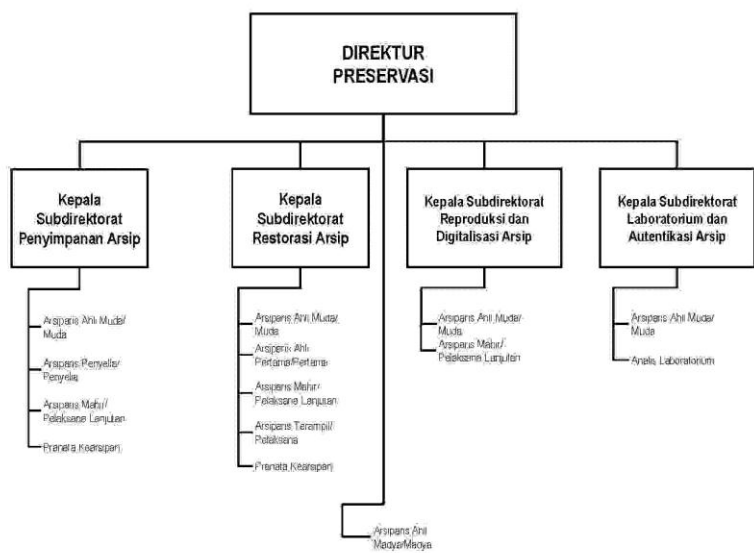 DIREKTUR
PRESERVASI
Kepala
Subdirektorat
Penyimpanan Arsip
Arsiparis Ahli Muda/
Muda
Arsiparis Penyelia/
Penyelia
Arsiparis Mahir/
Pelaksana Lanjutan
Pranata Kearsipan
Kepala
Subdirektorat
Restorasi Arsip
Arsiparis Ahli Muda/
Muda
Arsiparis Ahli
Pertama/Pertama
Arsiparis Mahir/
Pelaksana Lanjutan
Arsiparis Terampil/
Pelaksana
Pranata Kearsipan
Kepala Subdirektorat
Reproduksi dan
Digitalisasi Arsip
Arsiparis Ahli Muda/
Muda
Arsiparis Mahir/
Pelaksana Lanjutan
Kepala Subdirektorat
Laboratorium dan
Autentikasi Arsip
Arsiparis Ahli Muda/
Muda
Analis Laboratorium
Arsiparis Ahli
Madya/Madya